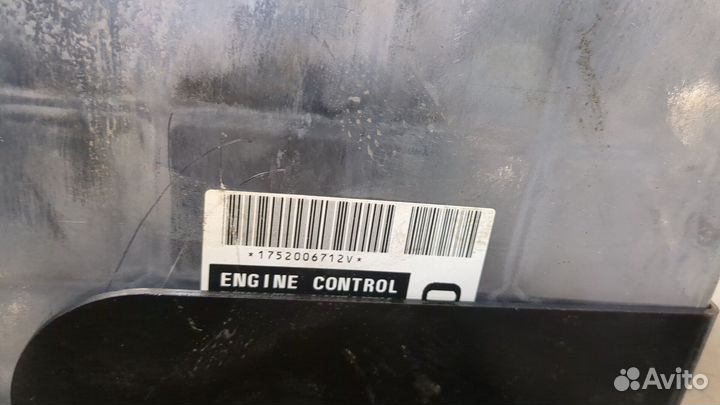 *1752006712V*
ENGINE CONTROL
Avito